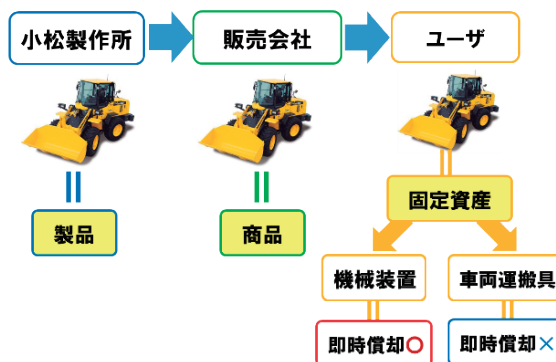 小松製作所
販売会社
ユーザ
製品
商品
固定資産
機械装置
車両運搬具
即時償却○
即時償却×